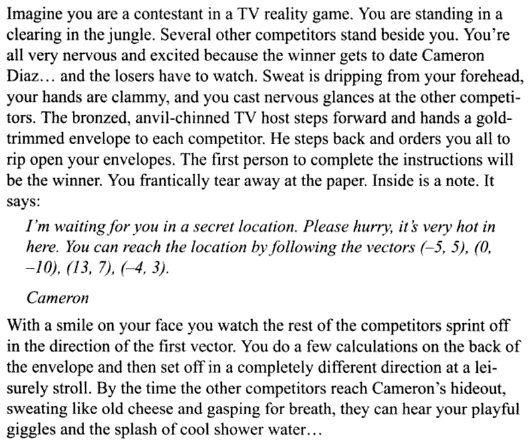 Imagine you are a contestant in a TV reality game. You are standing in a
clearing in the jungle. Several other competitors stand beside you. You’re
all very nervous and excited because the winner gets to date Cameron
Diaz… and the losers have to watch. Sweat is dripping from your forehead,
your hands are clammy, and you cast nervous glances at the other competi-
tors. The bronzed, anvil-chinned TV host steps forward and hands a gold-
trimmed envelope to each competitor. He steps back and orders you all to
rip open your envelopes. The first person to complete the instructions will
be the winner. You frantically tear away at the paper. Inside is a note. It
says:
I’m waiting for you in a secret location. Please hurry, it’s very hot in
here. You can reach the location by following the vectors (–5, 5), (0,
–10), (13, 7), (–4, 3).
Cameron
With a smile on your face you watch the rest of the competitors sprint off
in the direction of the first vector. You do a few calculations on the back of
the envelope and then set off in a completely different direction at a lei-
surely stroll. By the time the other competitors reach Cameron’s hideout,
sweating like old cheese and gasping for breath, they can hear your playful
giggles and the splash of cool shower water…